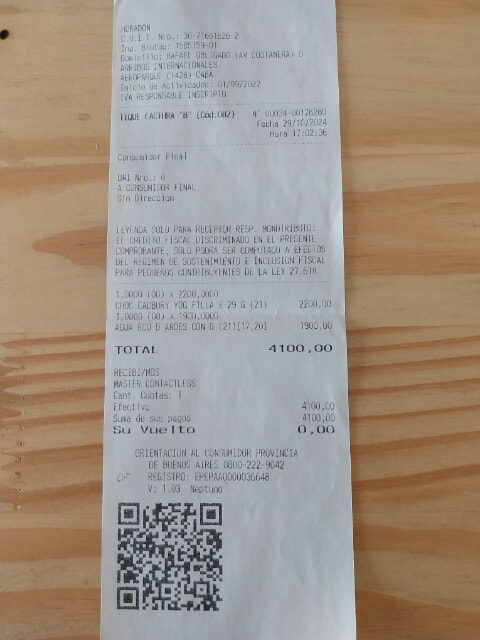 HORADON
C.U.I.T. Nro.: 30-71661626-2
Ing. Brutos: 1585159-01
Domicilio: RAFAEL OBLIGADO (AV COSTANERA) 0
ARRIBOS INTERNACIONALES
AEROPARQUE (1428) CABA
Inicio de Actividades: 01/09/2022
IVA RESPONSABLE INSCRIPTO
TIQUE FACTURA "B" (Cod.082) N° 00034-00176280
Fecha 29/10/2024
Hora 17:02:36
Consumidor Final
DNI Nro.: 0
A CONSUMIDOR FINAL
Sin Direccion
LEYENDA SOLO PARA RECEPTOR RESP. MONOTRIBUTO:
EL CREDITO FISCAL DISCRIMINADO EN EL PRESENTE
COMPROBANTE, SOLO PODRA SER COMPUTADO A EFECTOS
DEL REGIMEN DE SOSTENIMIENTO E INCLUSION FISCAL
PARA PEQUEÑOS CONTRIBUYENTES DE LA LEY 27.618
1,0000 (00) x 2200,0000
CHOC CADBURY YOG FTLLA X 29 G (21) 2200,00
1,0000 (00) x 1900,0000
AGUA ECO D ANDES CON G (21)[17,20] 1900,00
TOTAL 4100,00
RECIBI/MOS
MASTER CONTACTLESS
Cant. Cuotas: 1
Efectivo 4100,00
Suma de sus pagos 4100,00
Su Vuelto 0,00
ORIENTACION AL CONSUMIDOR PROVINCIA
DE BUENOS AIRES 0800-222-9042
CF REGISTRO: EPEPAA0000036648
V: 1.03 Neptuno